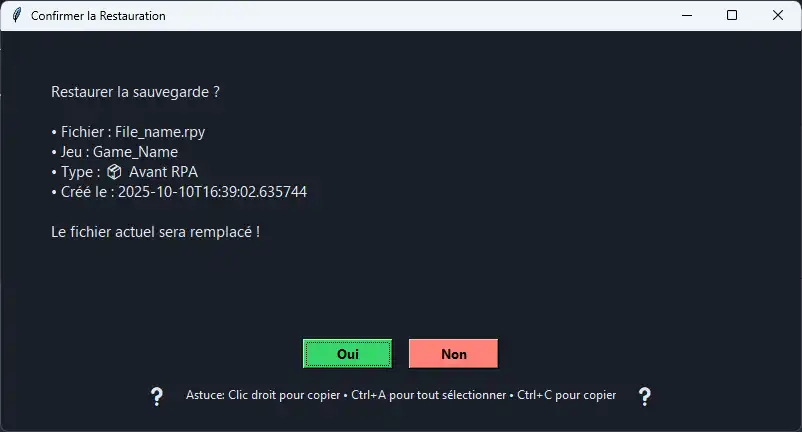 Confirmer la Restauration
Restaurer la sauvegarde ?
• Fichier : File_name.rpy
• Jeu : Game_Name
• Type : 📦 Avant RPA
• Créé le : 2025-10-10T16:39:02.635744
Le fichier actuel sera remplacé !
Oui
Non
? Astuce: Clic droit pour copier • Ctrl+A pour tout sélectionner • Ctrl+C pour copier ?